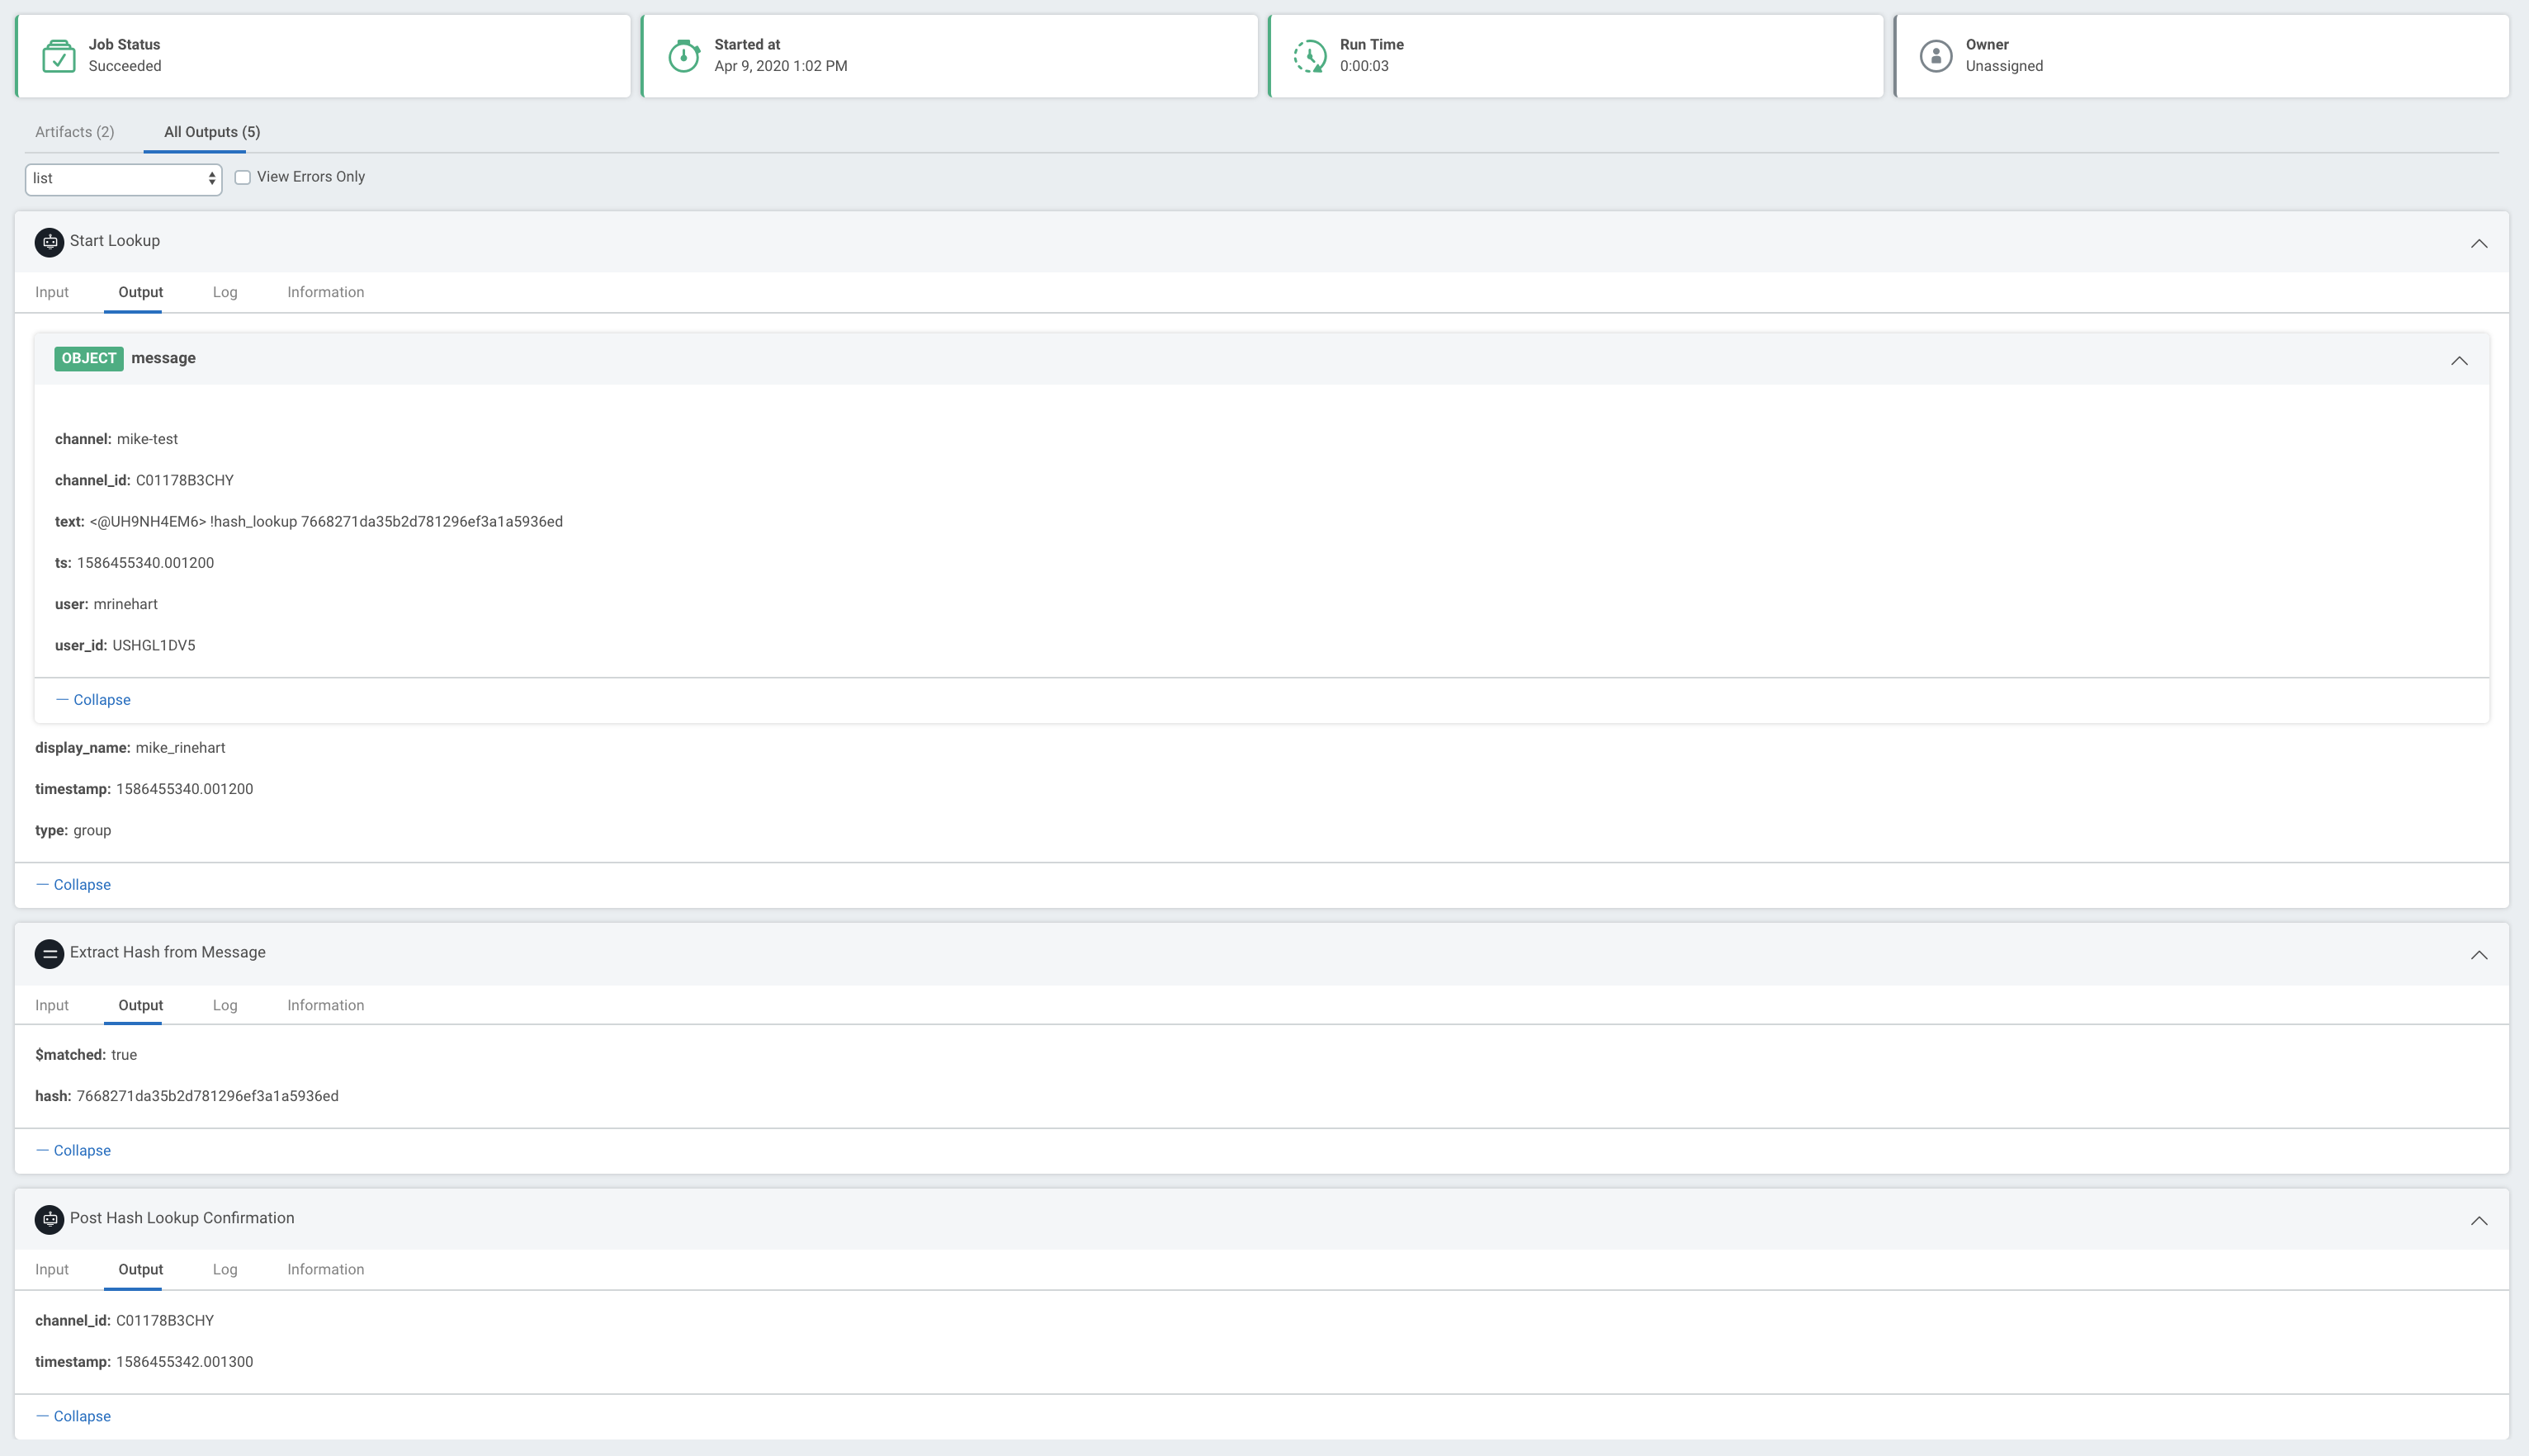 Job Status
Succeeded
Started at
Apr 9, 2020 1:02 PM
Run Time
0:00:03
Owner
Unassigned
Artifacts (2) All Outputs (5)
list View Errors Only
Start Lookup
Input Output Log Information
OBJECT message
channel: mike-test
channel_id: C01178B3CHY
text: <@UH9NH4EM6> !hash_lookup 7668271da35b2d781296ef3a1a5936ed
ts: 1586455340.001200
user: mrinehart
user_id: USHGL1DV5
— Collapse
display_name: mike_rinehart
timestamp: 1586455340.001200
type: group
— Collapse
Extract Hash from Message
Input Output Log Information
$matched: true
hash: 7668271da35b2d781296ef3a1a5936ed
— Collapse
Post Hash Lookup Confirmation
Input Output Log Information
channel_id: C01178B3CHY
timestamp: 1586455342.001300
— Collapse